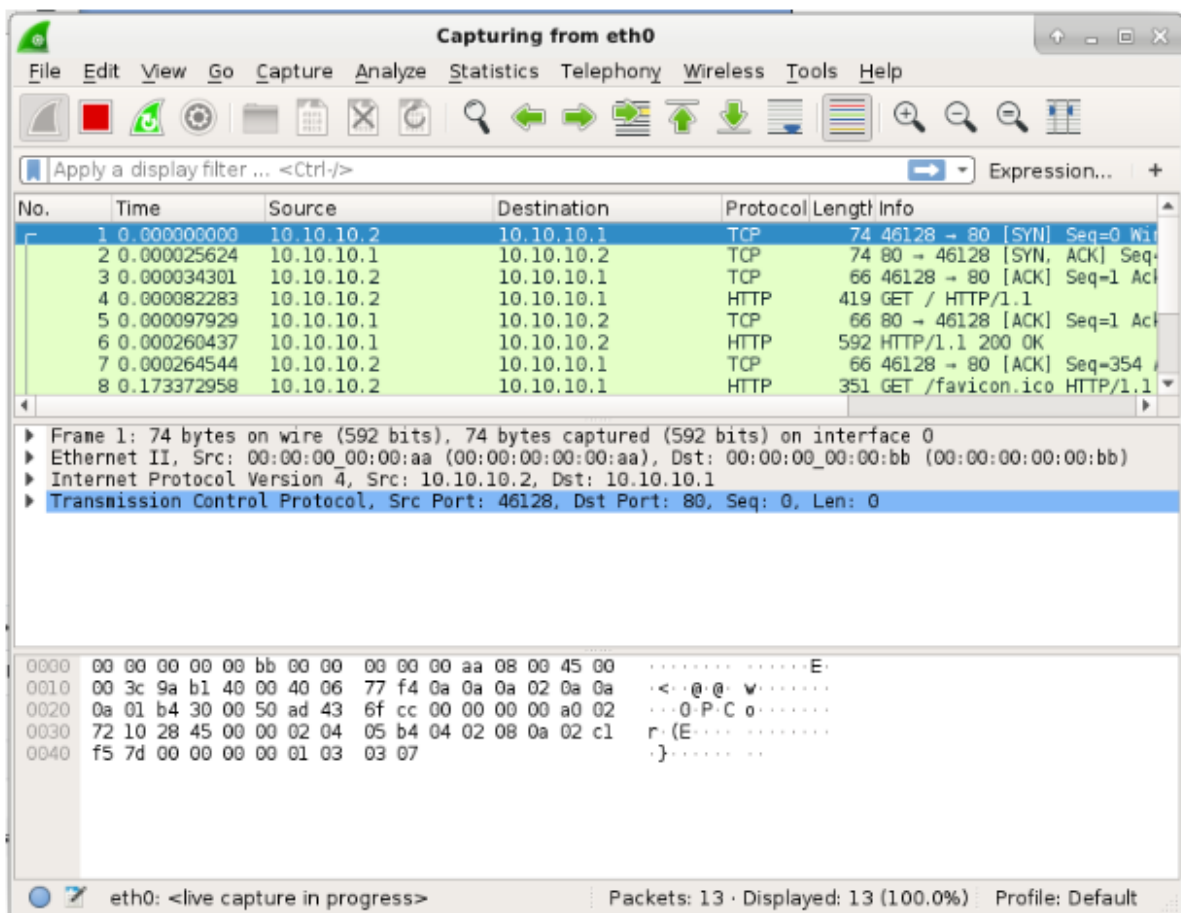 Capturing from eth0
File Edit View Go Capture Analyze Statistics Telephony Wireless Tools Help
Apply a display filter ... <Ctrl-/> Expression... +
No. Time Source Destination Protocol Length Info
1 0.000000000 10.10.10.2 10.10.10.1 TCP 74 46128 → 80 [SYN] Seq=0 Win
2 0.000025624 10.10.10.1 10.10.10.2 TCP 74 80 → 46128 [SYN, ACK] Seq=
3 0.000034301 10.10.10.2 10.10.10.1 TCP 66 46128 → 80 [ACK] Seq=1 Ack
4 0.000082283 10.10.10.2 10.10.10.1 HTTP 419 GET / HTTP/1.1
5 0.000097929 10.10.10.1 10.10.10.2 TCP 66 80 → 46128 [ACK] Seq=1 Ack
6 0.000260437 10.10.10.1 10.10.10.2 HTTP 592 HTTP/1.1 200 OK
7 0.000264544 10.10.10.2 10.10.10.1 TCP 66 46128 → 80 [ACK] Seq=354
8 0.173372958 10.10.10.2 10.10.10.1 HTTP 351 GET /favicon.ico HTTP/1.1
Frame 1: 74 bytes on wire (592 bits), 74 bytes captured (592 bits) on interface 0
Ethernet II, Src: 00:00:00_00:00:aa (00:00:00:00:00:aa), Dst: 00:00:00_00:00:bb (00:00:00:00:00:bb)
Internet Protocol Version 4, Src: 10.10.10.2, Dst: 10.10.10.1
Transmission Control Protocol, Src Port: 46128, Dst Port: 80, Seq: 0, Len: 0
0000 00 00 00 00 00 bb 00 00 00 00 00 aa 08 00 45 00 ········ ······E·
0010 00 3c 9a b1 40 00 40 06 77 f4 0a 0a 0a 02 0a 0a ·<··@·@· w·······
0020 0a 01 b4 30 00 50 ad 43 6f cc 00 00 00 00 a0 02 ···0·P·C o·······
0030 72 10 28 45 00 00 02 04 05 b4 04 02 08 0a 02 c1 r·(E···· ········
0040 f5 7d 00 00 00 00 01 03 03 07 ·}······ ··
eth0: <live capture in progress> Packets: 13 · Displayed: 13 (100.0%) Profile: Default